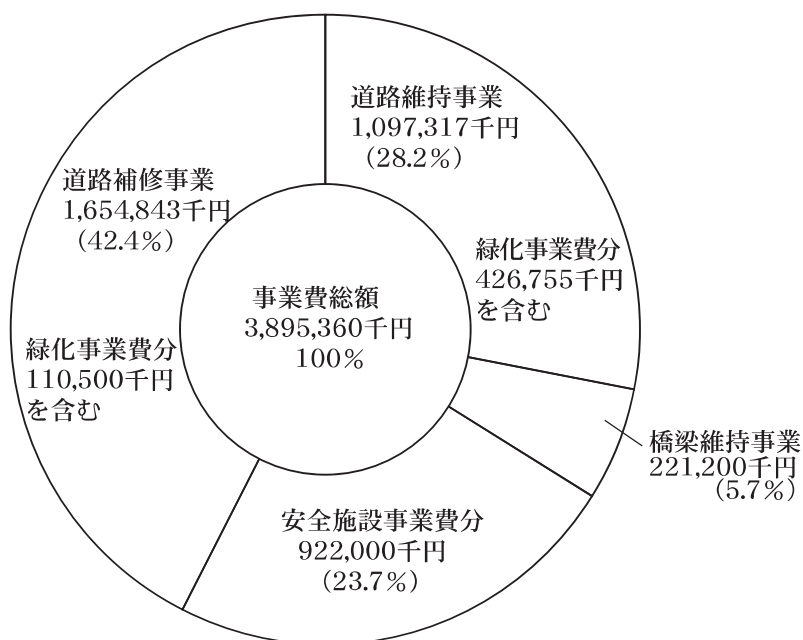 道路維持事業
1,097,317千円
（28.2％）
緑化事業費分
426,755千円
を含む
橋梁維持事業
221,200千円
（5.7％）
安全施設事業費分
922,000千円
（23.7％）
道路補修事業
1,654,843千円
（42.4％）
緑化事業費分
110,500千円
を含む
事業費総額
3,895,360千円
100％